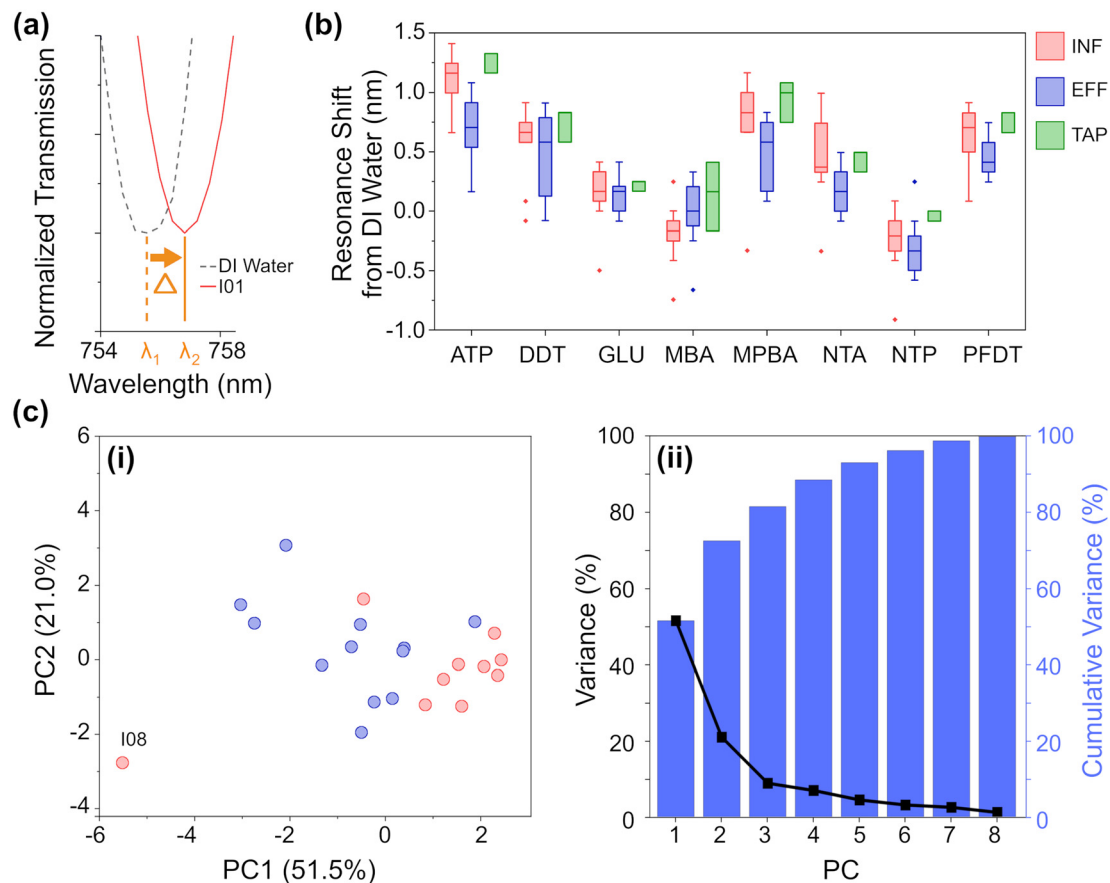 (a)
Normalized Transmission
DI Water
I01
Δ
754
λ1
λ2
758
Wavelength (nm)
(b)
Resonance Shift
from DI Water (nm)
1.5
1.0
0.5
0.0
-0.5
-1.0
ATP DDT GLU MBA MPBA NTA NTP PFDT
INF
EFF
TAP
(c)
(i)
PC2 (21.0%)
6
4
2
0
-2
-4
I08
-6 -4 -2 0 2
PC1 (51.5%)
(ii)
Variance (%)
100
80
60
40
20
0
1 2 3 4 5 6 7 8
PC
100
80
60
40
20
0
Cumulative Variance (%)